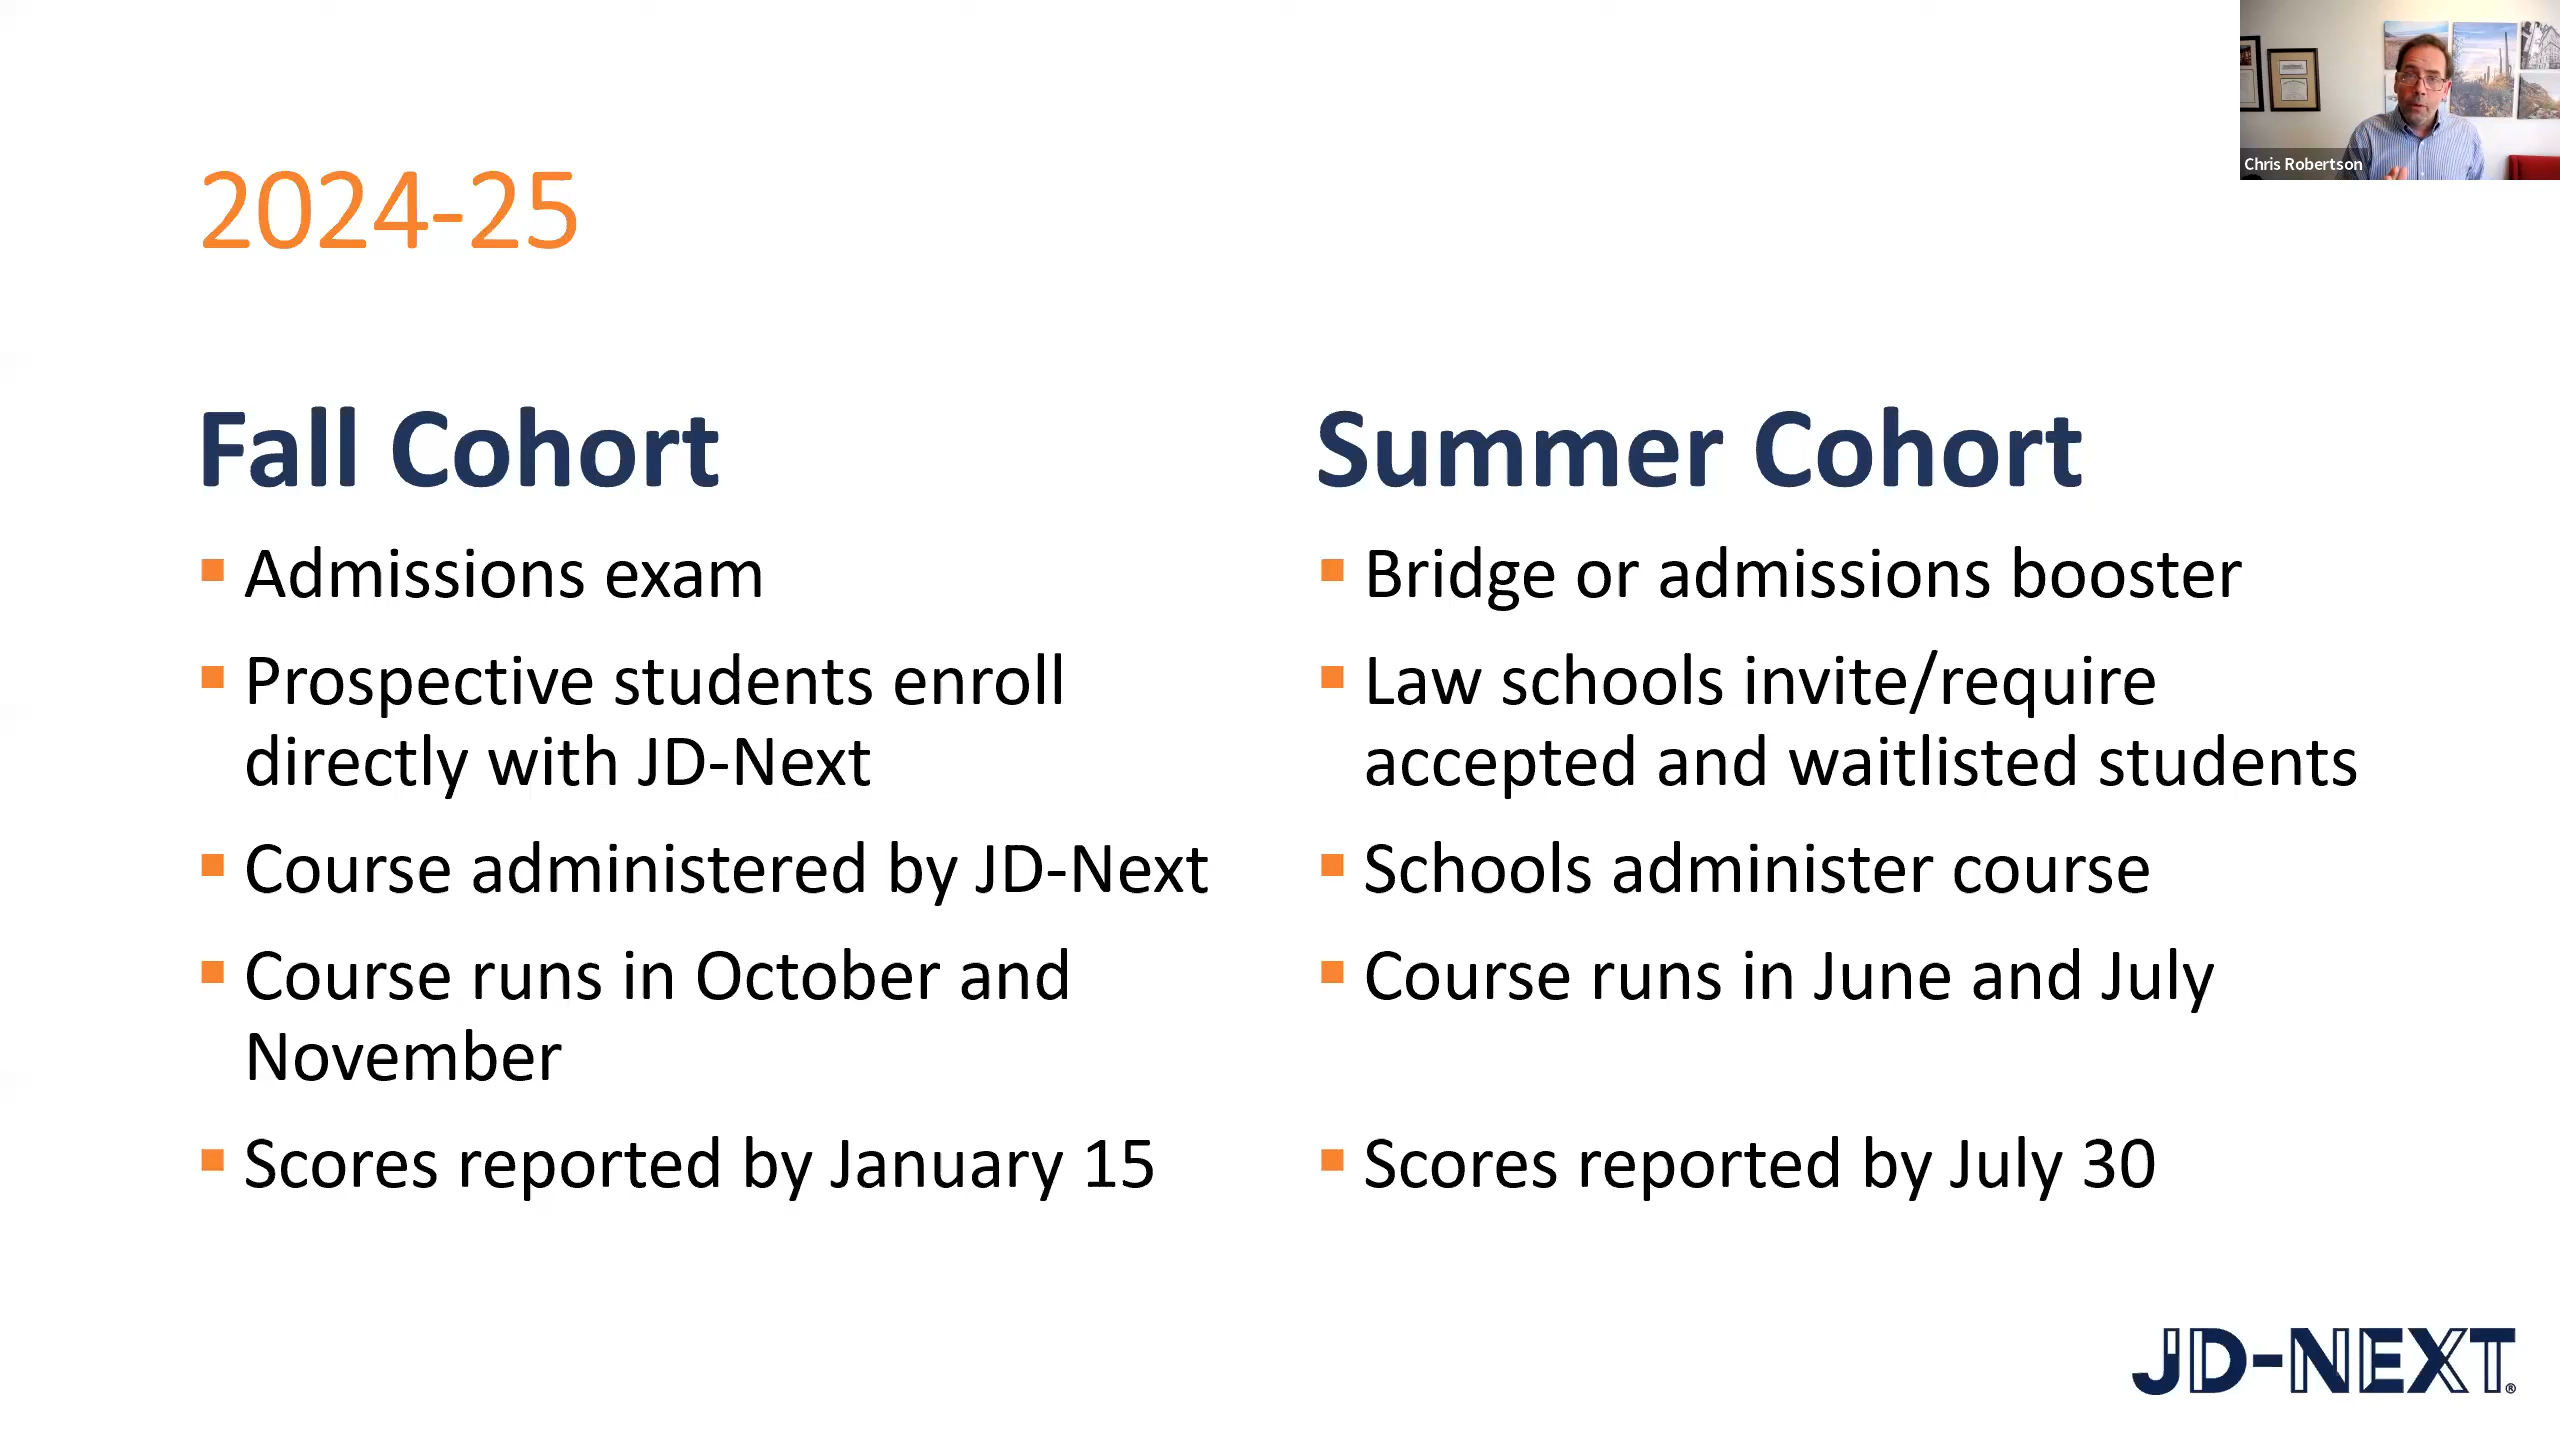 Chris Robertson
2024-25
Fall Cohort
Admissions exam
Prospective students enroll
directly with JD-Next
Course administered by JD-Next
Course runs in October and
November
Scores reported by January 15
Summer Cohort
Bridge or admissions booster
Law schools invite/require
accepted and waitlisted students
Schools administer course
Course runs in June and July
Scores reported by July 30
JD-NEXT®